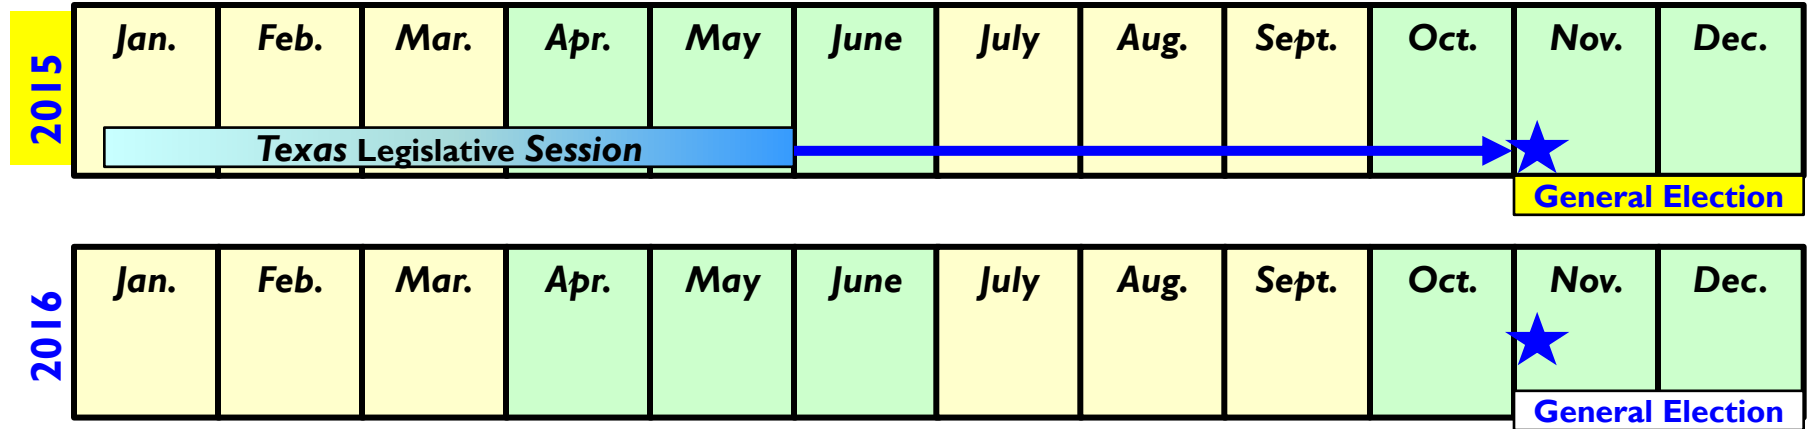 2015
Jan. Feb. Mar. Apr. May June July Aug. Sept. Oct. Nov. Dec.
Texas Legislative Session
General Election
2016
Jan. Feb. Mar. Apr. May June July Aug. Sept. Oct. Nov. Dec.
General Election